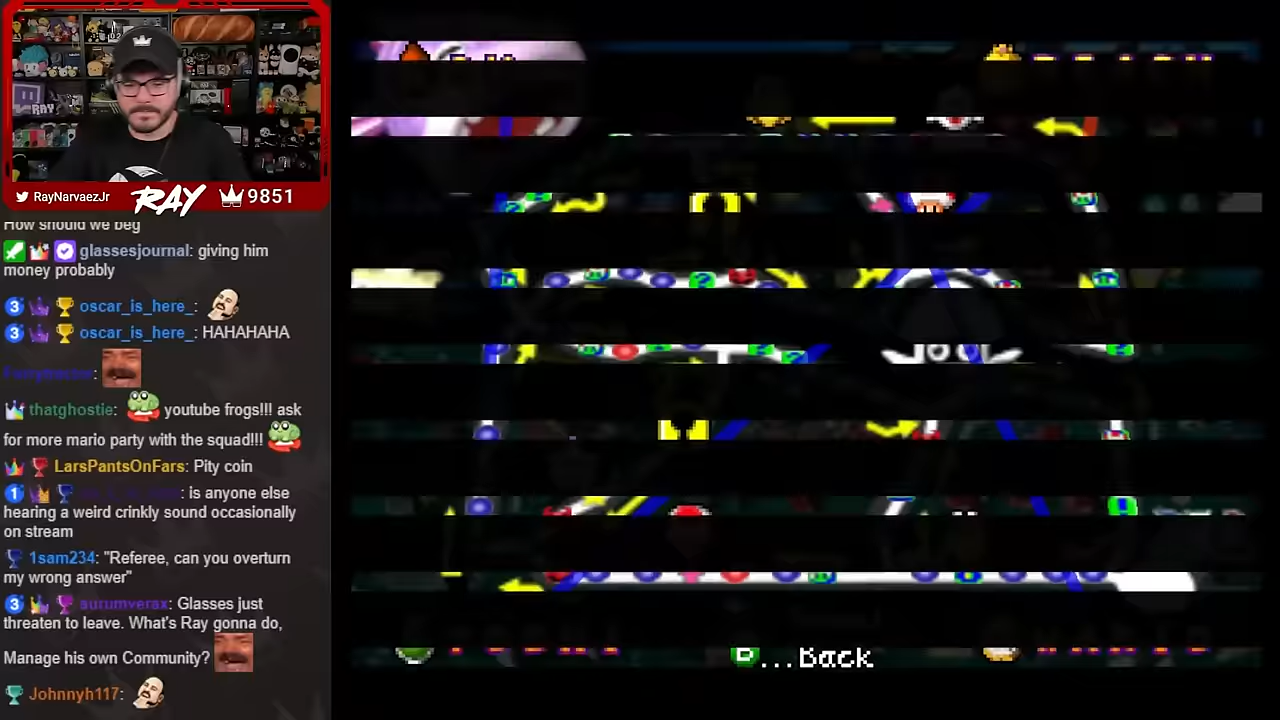 RayNarvaezJr RAY 9851
How should we beg
glassesjournal: giving him
money probably
oscar_is_here_:
oscar_is_here_: HAHAHAHA
thatghostie: youtube frogs!!! ask
for more mario party with the squad!!!
LarsPantsOnFars: Pity coin
: is anyone else
hearing a weird crinkly sound occasionally
on stream
1sam234: "Referee, can you overturn
my wrong answer"
aurumverax: Glasses just
threaten to leave. What's Ray gonna do,
Manage his own Community?
Johnnyh117:
B...Back